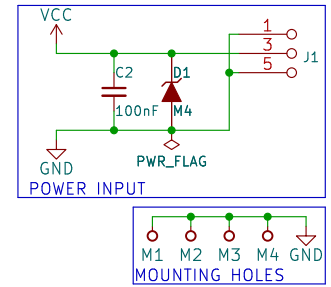 VCC
1
3
J1
5
C2
D1
100nF
M4
GND
PWR_FLAG
POWER INPUT
M1 M2 M3 M4 GND
MOUNTING HOLES